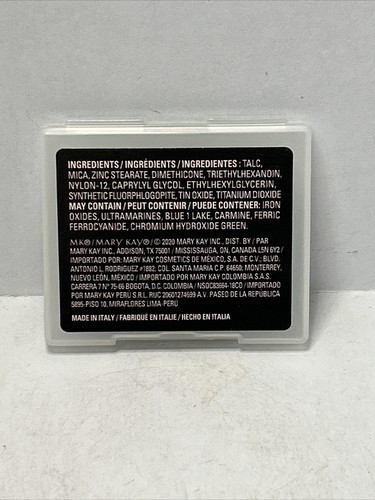 INGREDIENTS / INGRÉDIENTS / INGREDIENTES : TALC,
MICA, ZINC STEARATE, DIMETHICONE, TRIETHYLHEXANOIN,
NYLON-12, CAPRYLYL GLYCOL, ETHYLHEXYLGLYCERIN,
SYNTHETIC FLUORPHLOGOPITE, TIN OXIDE, TITANIUM DIOXIDE
MAY CONTAIN / PEUT CONTENIR / PUEDE CONTENER: IRON
OXIDES, ULTRAMARINES, BLUE 1 LAKE, CARMINE, FERRIC
FERROCYANIDE, CHROMIUM HYDROXIDE GREEN.
MK® / MARY KAY® / © 2020 MARY KAY INC. DIST. BY / PAR
MARY KAY INC., ADDISON, TX 75001 / MISSISSAUGA, ON, CANADA L5N 6Y2 /
IMPORTADO POR: MARY KAY COSMETICS DE MÉXICO, S.A. DE C.V.; BLVD.
ANTONIO L. RODRIGUEZ #1882, COL. SANTA MARIA C.P. 64650; MONTERREY,
NUEVO LEÓN, MÉXICO / IMPORTADO POR MARY KAY COLOMBIA S.A.S.
CARRERA 7 N° 75-66 BOGOTA, D.C. COLOMBIA / NSOC83664-18CO / IMPORTADO
POR MARY KAY PERÚ S.R.L. RUC 20601274699 A.V. PASEO DE LA REPÚBLICA
5895-PISO 10, MIRAFLORES LIMA-PERÚ
MADE IN ITALY / FABRIQUÉ EN ITALIE / HECHO EN ITALIA